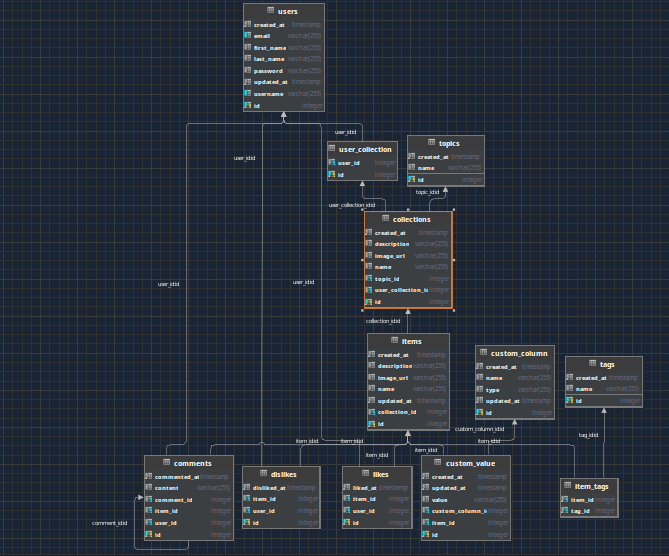 users
created_at timestamp
email varchar(255)
first_name varchar(255)
last_name varchar(255)
password varchar(255)
updated_at timestamp
username varchar(255)
id integer
user_id:id
user_id:id
user_collection
user_id integer
id integer
topics
created_at timestamp
name varchar(255)
id integer
topic_id:id
user_collection_id:id
collections
created_at timestamp
description varchar(255)
image_url varchar(255)
name varchar(255)
topic_id integer
user_collection_id integer
id integer
user_id:id
user_id:id
collection_id:id
items
created_at timestamp
description varchar(255)
image_url varchar(255)
name varchar(255)
updated_at timestamp
collection_id integer
id integer
custom_column
created_at timestamp
name varchar(255)
type varchar(255)
updated_at timestamp
id integer
tags
created_at timestamp
name varchar(255)
id integer
custom_column_id:id
tag_id:id
item_id:id
item_id:id
item_id:id
item_id:id
item_id:id
comments
commented_at timestamp
content varchar(255)
comment_id integer
item_id integer
user_id integer
id integer
comment_id:id
dislikes
disliked_at timestamp
item_id integer
user_id integer
id integer
likes
liked_at timestamp
item_id integer
user_id integer
id integer
custom_value
created_at timestamp
updated_at timestamp
value varchar(255)
custom_column_id integer
item_id integer
id integer
item_tags
item_id integer
tag_id integer